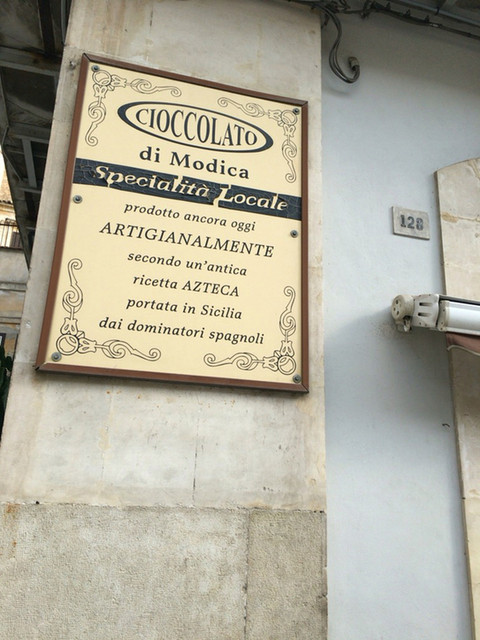 CIOCCOLATO
di Modica
Specialità Locale
prodotto ancora oggi
ARTIGIANALMENTE
secondo un'antica
ricetta AZTECA
portata in Sicilia
dai dominatori spagnoli
128